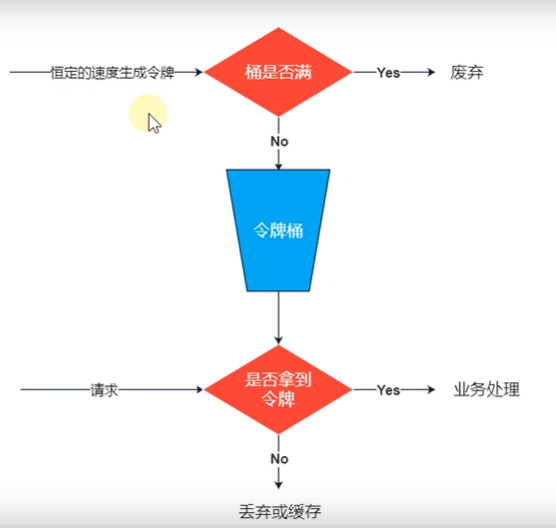 恒定的速度生成令牌
桶是否满
Yes
废弃
No
令牌桶
请求
是否拿到
令牌
Yes
业务处理
No
丢弃或缓存